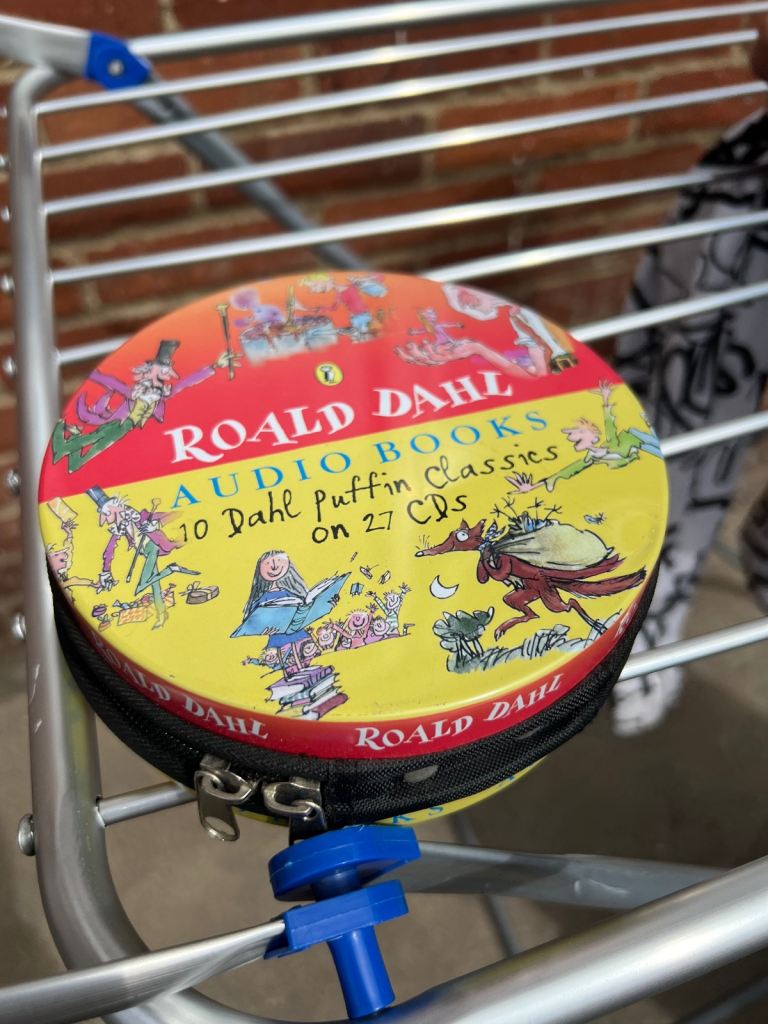 ROALD DAHL
AUDIO BOOKS
10 Dahl Puffin Classics
on 27 CDs
ROALD DAHL
ROALD DAHL